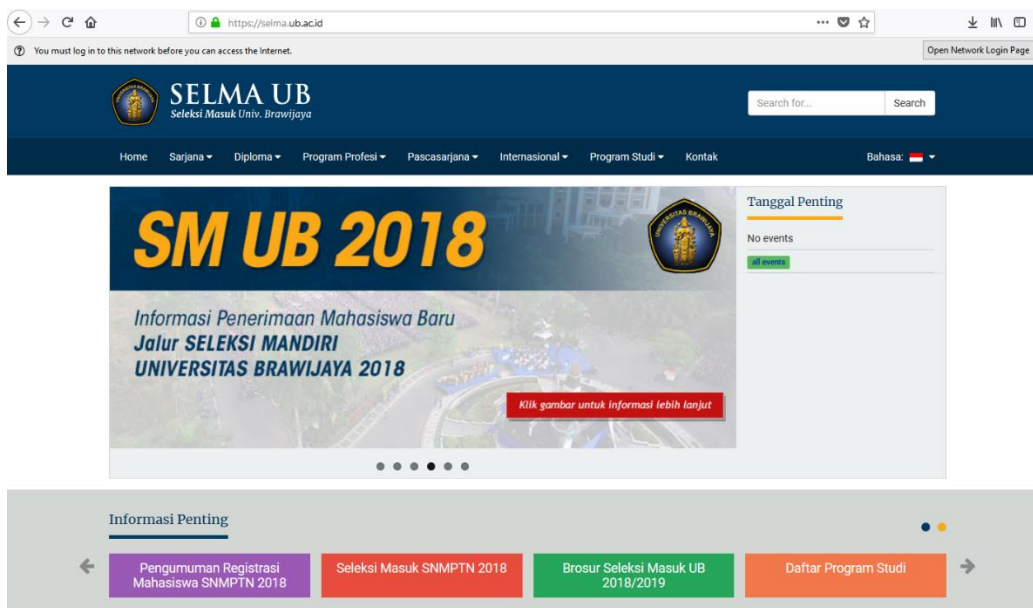 https://selma.ub.ac.id
You must log in to this network before you can access the Internet.
Open Network Login Page
SELMA UB
Seleksi Masuk Univ. Brawijaya
Search for...
Search
Home Sarjana Diploma Program Profesi Pascasarjana Internasional Program Studi Kontak Bahasa:
SM UB 2018
UNIVERSITAS BRAWIJAYA
Informasi Penerimaan Mahasiswa Baru
Jalur SELEKSI MANDIRI
UNIVERSITAS BRAWIJAYA 2018
Klik gambar untuk informasi lebih lanjut
Tanggal Penting
No events
all events
Informasi Penting
Pengumuman Registrasi
Mahasiswa SNMPTN 2018
Seleksi Masuk SNMPTN 2018
Brosur Seleksi Masuk UB
2018/2019
Daftar Program Studi